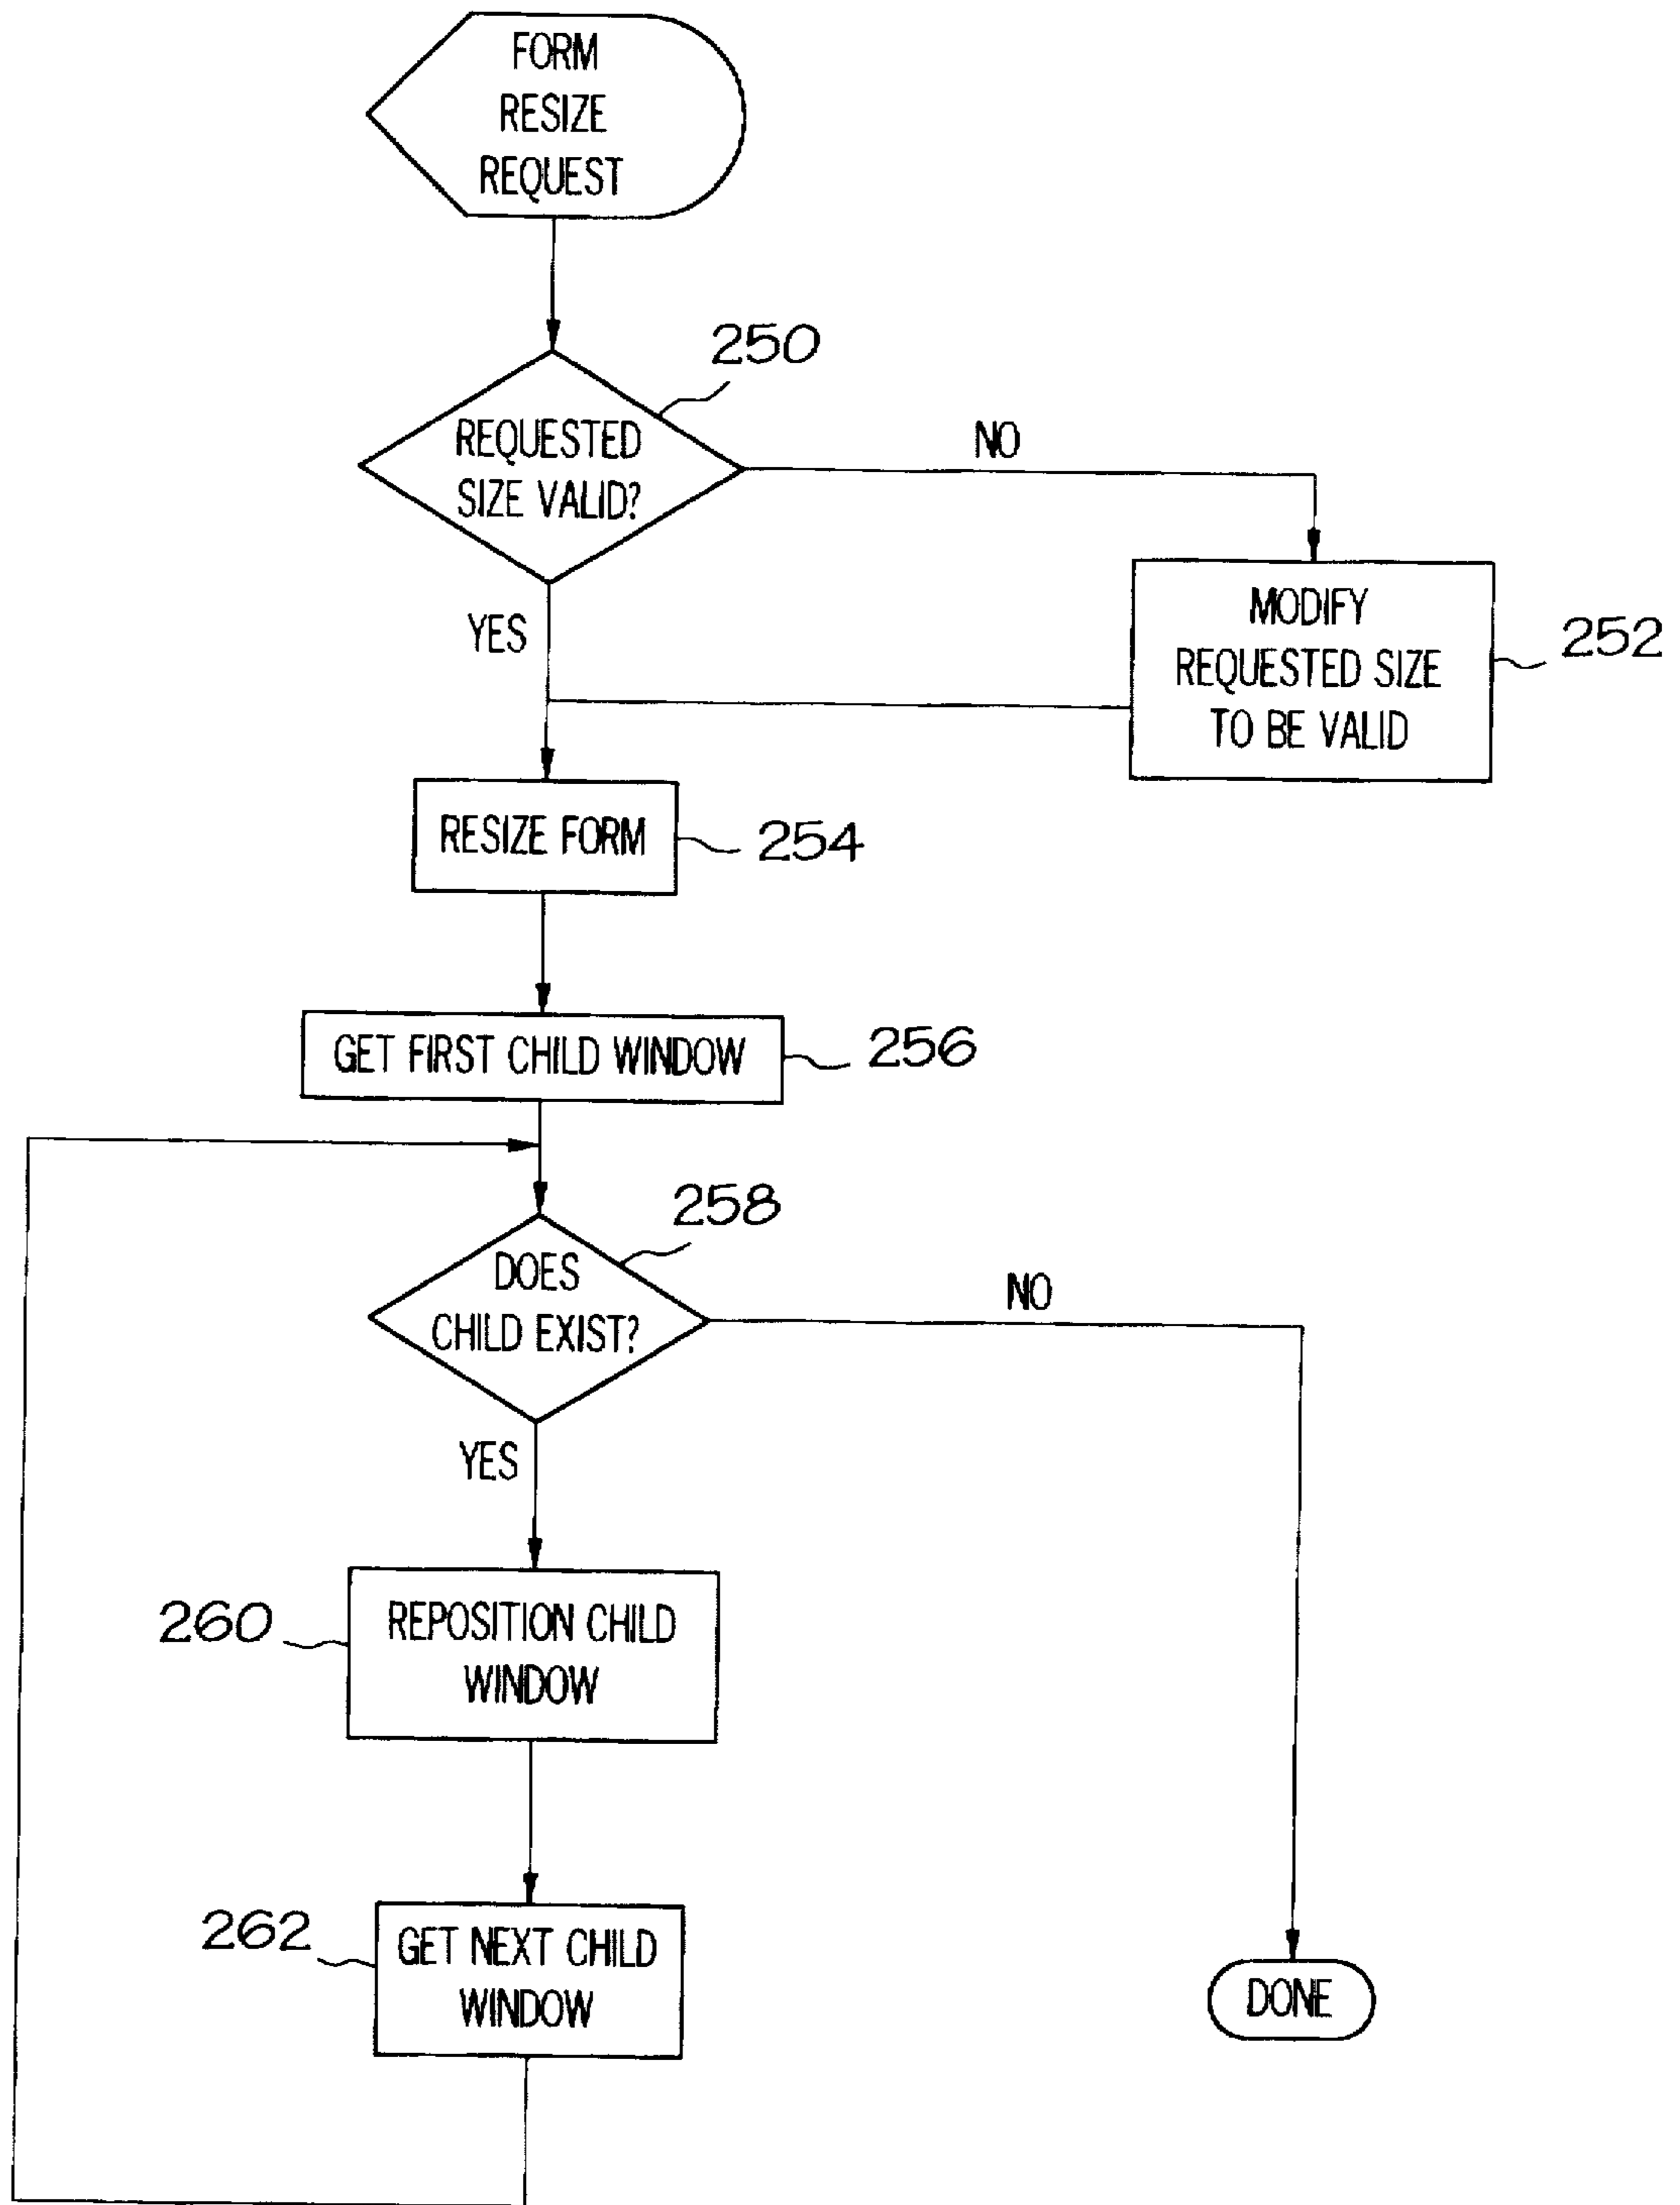 FORM
RESIZE
REQUEST
250
REQUESTED
SIZE VALID?
NO
YES
MODIFY
REQUESTED SIZE
TO BE VALID
252
RESIZE FORM
254
GET FIRST CHILD WINDOW
256
258
DOES
CHILD EXIST?
NO
YES
260
REPOSITION CHILD
WINDOW
262
GET NEXT CHILD
WINDOW
DONE